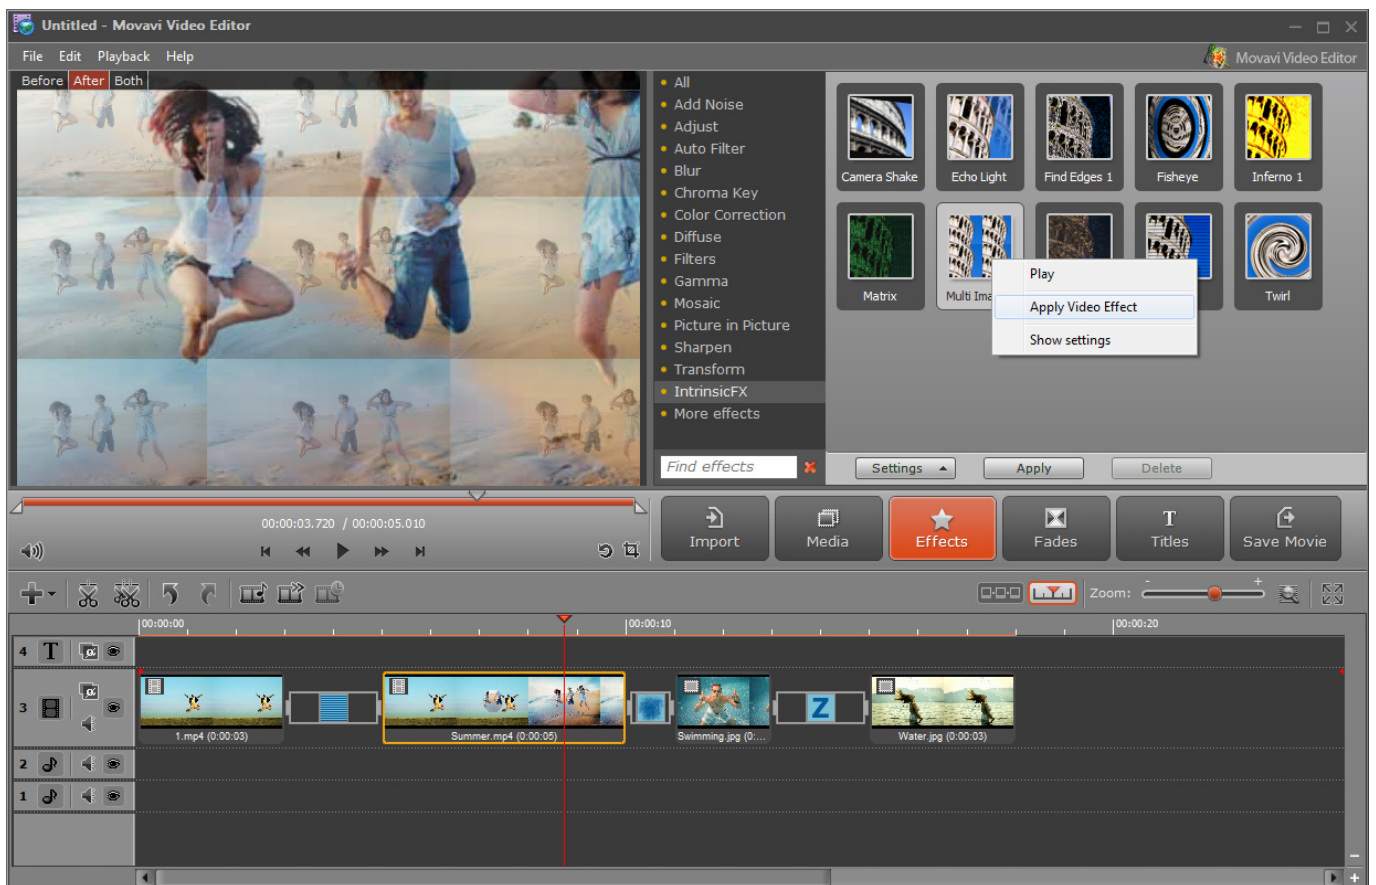 Untitled - Movavi Video Editor
File Edit Playback Help
Movavi Video Editor
Before After Both
All
Add Noise
Adjust
Auto Filter
Blur
Chroma Key
Color Correction
Diffuse
Filters
Gamma
Mosaic
Picture in Picture
Sharpen
Transform
IntrinsicFX
More effects
Find effects
Camera Shake Echo Light Find Edges 1 Fisheye Inferno 1
Matrix Multi Ima Twirl
Play
Apply Video Effect
Show settings
Settings Apply Delete
00:00:03.720 / 00:00:05.010
Import Media Effects Fades Titles Save Movie
Zoom: - +
00:00:00 00:00:10 00:00:20
4 T
3
Z
1.mp4 (0:00:03) Summer.mp4 (0:00:05) Swimming.jpg (0:... Water.jpg (0:00:03)
2
1